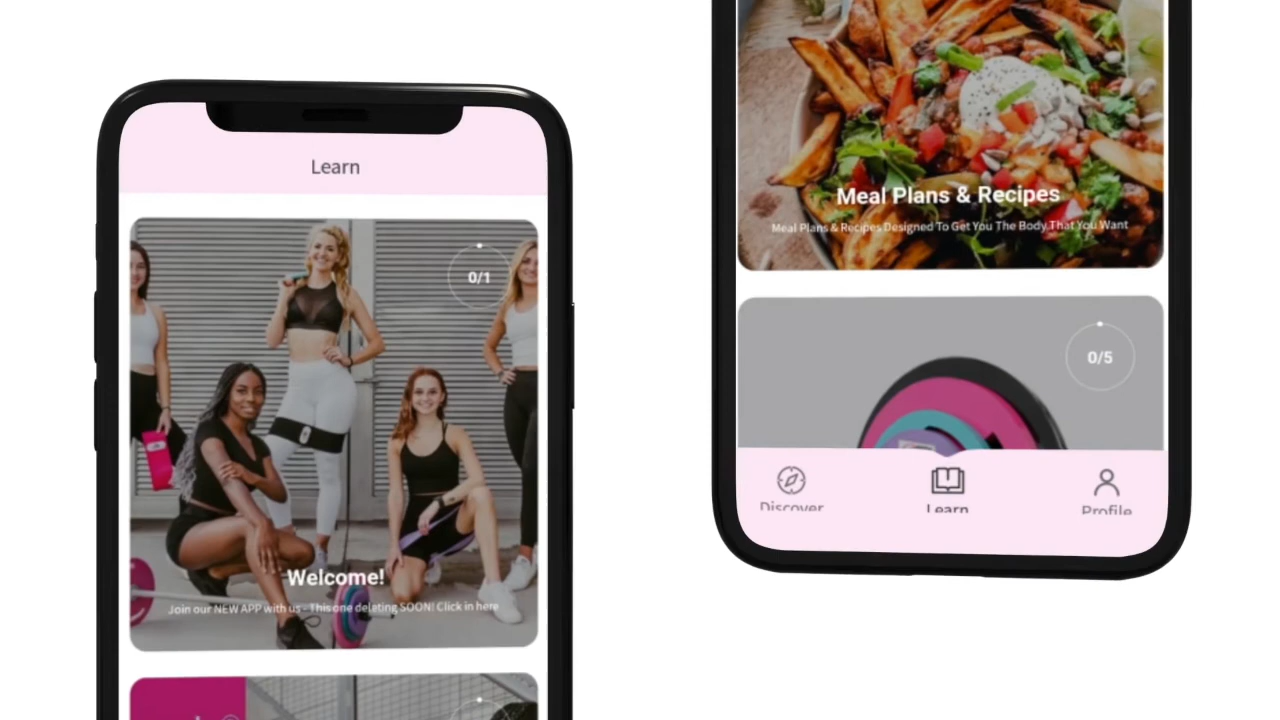 Learn
0/1
Welcome!
Join our NEW APP with us - This one deleting SOON! Click in here
Meal Plans & Recipes
Meal Plans & Recipes Designed To Get You The Body That You Want
0/5
Discover
Learn
Profile